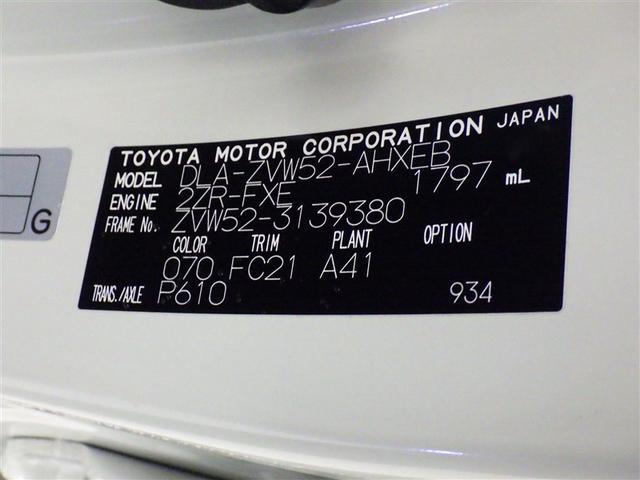 TOYOTA MOTOR CORPORATION JAPAN
MODEL DLA-ZVW52-AHXEB
ENGINE 2ZR-FXE 1797 mL
FRAME No. ZVW52-3139380
COLOR TRIM PLANT OPTION
070 FC21 A41
TRANS./AXLE P610 934
G